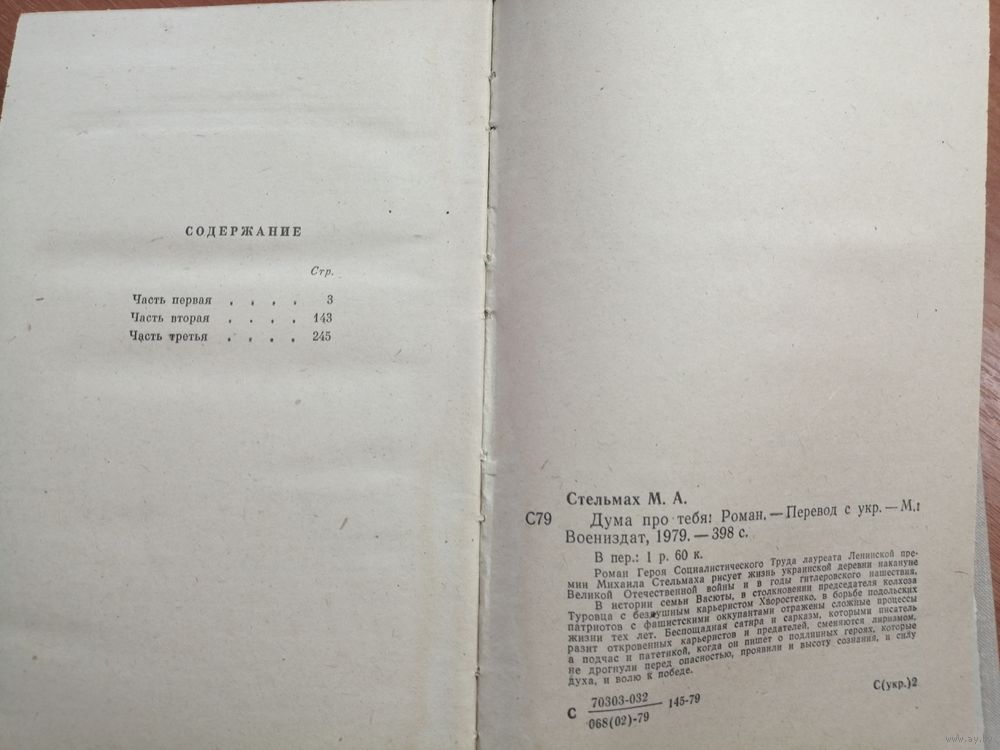 СОДЕРЖАНИЕ
Стр.
Часть первая . . . . 3
Часть вторая . . . . 143
Часть третья . . . . 245
Стельмах М. А.
С79 Дума про тебя: Роман. — Перевод с укр. — М.:
Воениздат, 1979. — 398 с.
В пер.: 1 р. 60 к.
Роман Героя Социалистического Труда лауреата Ленинской пре-
мии Михаила Стельмаха рисует жизнь украинской деревни накануне
Великой Отечественной войны и в годы гитлеровского нашествия.
В истории семьи Васюты, в столкновении председателя колхоза
Туровца с бездушным карьеристом Хворостенко, в борьбе подольских
патриотов с фашистскими оккупантами отражены сложные процессы
жизни тех лет. Беспощадная сатира и сарказм, которыми писатель
разит откровенных карьеристов и предателей, сменяются лиризмом,
а подчас и патетикой, когда он пишет о подлинных героях, которые
не дрогнули перед опасностью, проявили и высоту сознания, и силу
духа, и волю к победе.
С 70303-032 145-79 С(укр.)2
068(02)-79